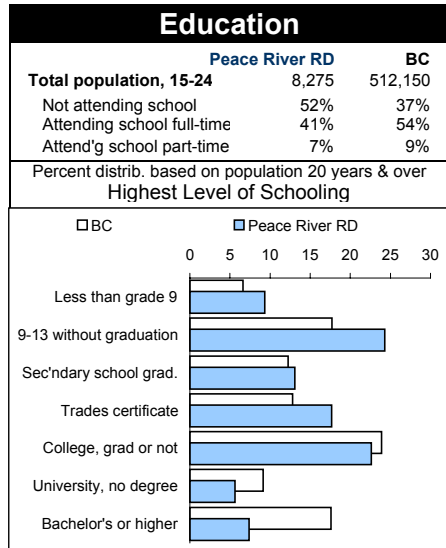 Education
Peace River RD BC
Total population, 15-24 8,275 512,150
Not attending school 52% 37%
Attending school full-time 41% 54%
Attend'g school part-time 7% 9%
Percent distrib. based on population 20 years & over
Highest Level of Schooling
BC Peace River RD
0 5 10 15 20 25 30
Less than grade 9
9-13 without graduation
Sec'ndary school grad.
Trades certificate
College, grad or not
University, no degree
Bachelor's or higher